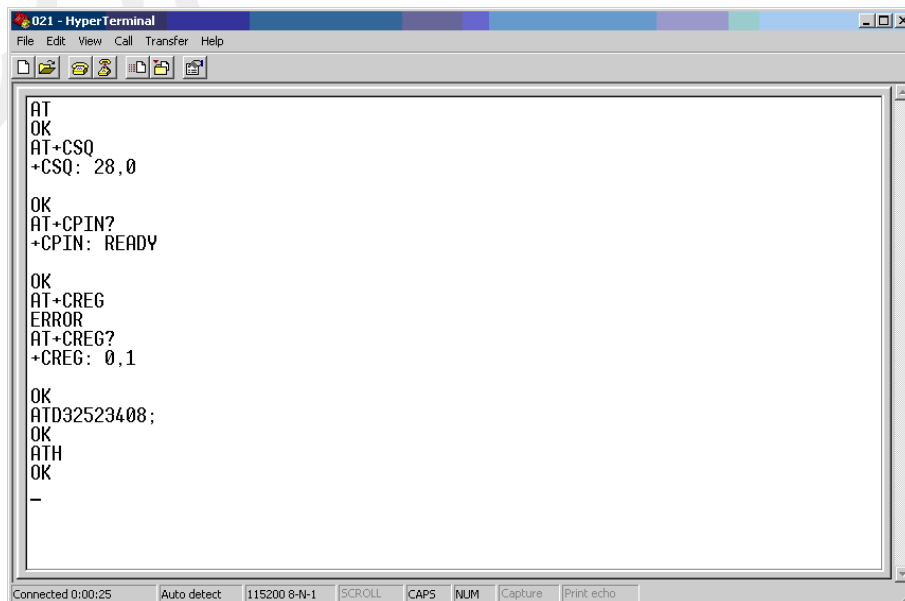 021 - HyperTerminal
File Edit View Call Transfer Help
AT
OK
AT+CSQ
+CSQ: 28,0
OK
AT+CPIN?
+CPIN: READY
OK
AT+CREG
ERROR
AT+CREG?
+CREG: 0,1
OK
ATD32523408;
OK
ATH
OK
Connected 0:00:25 Auto detect 115200 8-N-1 SCROLL CAPS NUM Capture Print echo